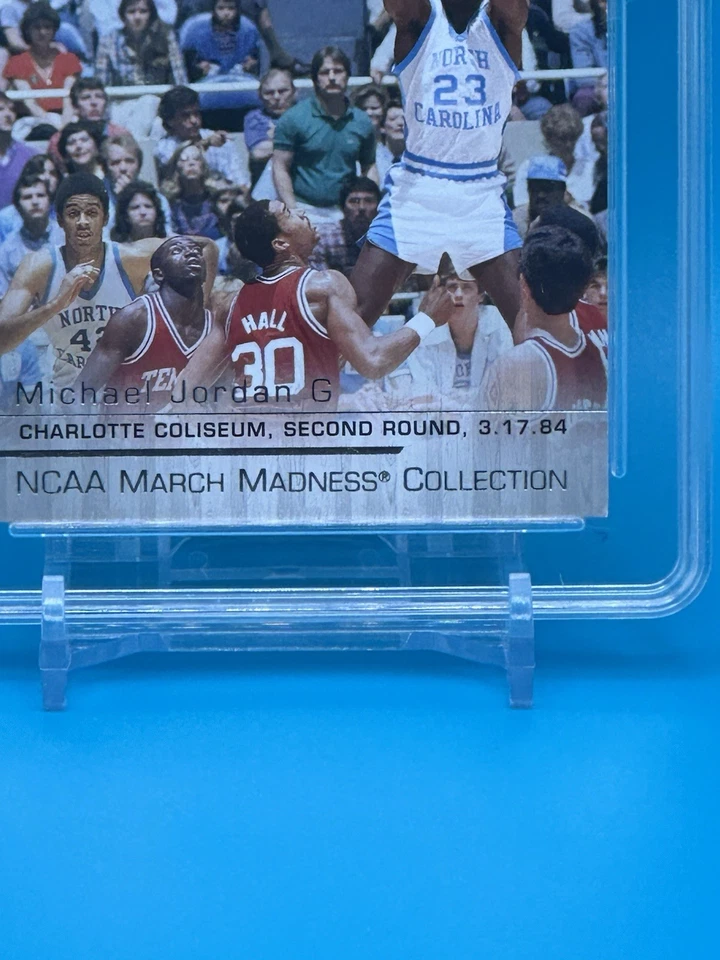 NORTH
23
CAROLINA
NORTH
HALL
30
TEM
Michael Jordan G
CHARLOTTE COLISEUM, SECOND ROUND, 3.17.84
NCAA MARCH MADNESS® COLLECTION